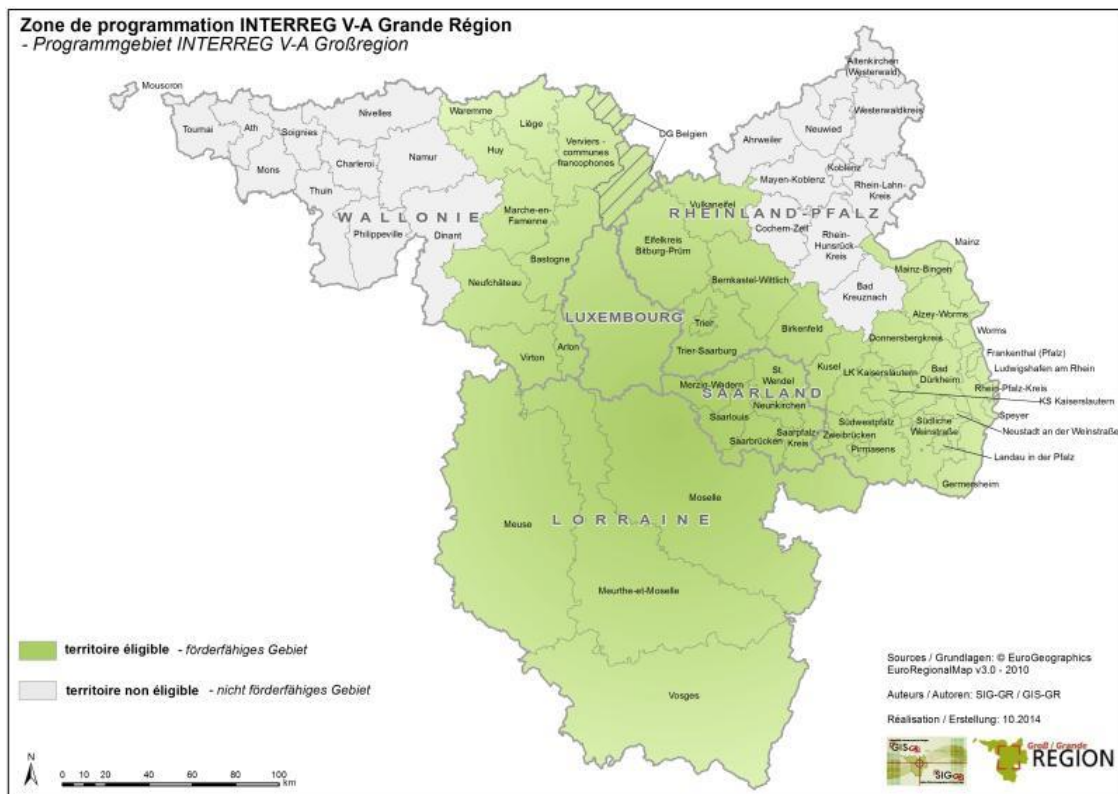 Zone de programmation INTERREG V-A Grande Région
- Programmgebiet INTERREG V-A Großregion
Mouscron
Tournai
Ath
Soignies
Nivelles
Mons
Charleroi
Namur
Thuin
WALLONIE
Philippeville
Dinant
Waremme
Liège
Huy
Verviers -
communes
francophones
DG Belgien
Marche-en-
Famenne
Bastogne
Neufchâteau
Virton
Arlon
LUXEMBOURG
Altenkirchen
(Westerwald)
Westerwaldkreis
Neuwied
Ahrweiler
Koblenz
Mayen-Koblenz
Rhein-Lahn-
Kreis
Vulkaneifel
RHEINLAND-PFALZ
Cochem-Zell
Rhein-
Hunsrück-
Kreis
Eifelkreis
Bitburg-Prüm
Bernkastel-Wittlich
Bad
Kreuznach
Mainz
Mainz-Bingen
Alzey-Worms
Trier
Trier-Saarburg
Birkenfeld
Donnersbergkreis
Worms
Frankenthal (Pfalz)
Ludwigshafen am Rhein
Rhein-Pfalz-Kreis
KS Kaiserslautern
Speyer
Neustadt an der Weinstraße
Landau in der Pfalz
Germersheim
Kusel
LK Kaiserslautern
Bad
Dürkheim
Südwestpfalz
Zweibrücken
Pirmasens
Südliche
Weinstraße
Merzig-Wadern
St.
Wendel
SAARLAND
Neunkirchen
Saarlouis
Saarbrücken
Saarpfalz-
Kreis
Moselle
Meuse
LORRAINE
Meurthe-et-Moselle
Vosges
territoire éligible - förderfähiges Gebiet
territoire non éligible - nicht förderfähiges Gebiet
N
0 10 20 40 60 80 100
km
Sources / Grundlagen: © EuroGeographics
EuroRegionalMap v3.0 - 2010
Auteurs / Autoren: SIG-GR / GIS-GR
Réalisation / Erstellung: 10.2014
GIS
SIG
Groß / Grande
REGION